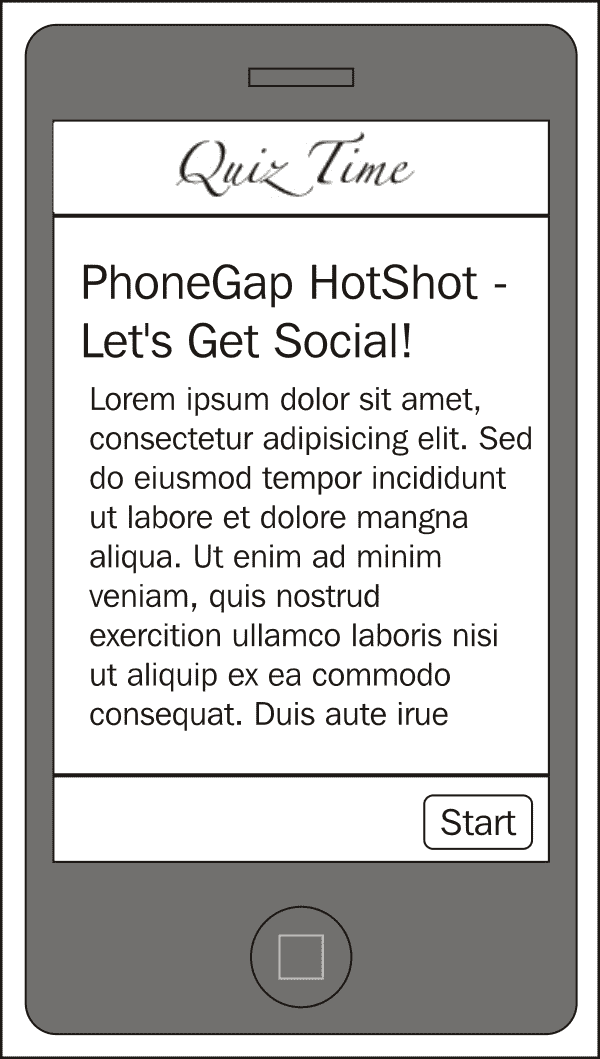 Quiz Time
PhoneGap HotShot -
Let's Get Social!
Lorem ipsum dolor sit amet,
consectetur adipisicing elit. Sed
do eiusmod tempor incididunt
ut labore et dolore mangna
aliqua. Ut enim ad minim
veniam, quis nostrud
exercition ullamco laboris nisi
ut aliquip ex ea commodo
consequat. Duis aute irue
Start